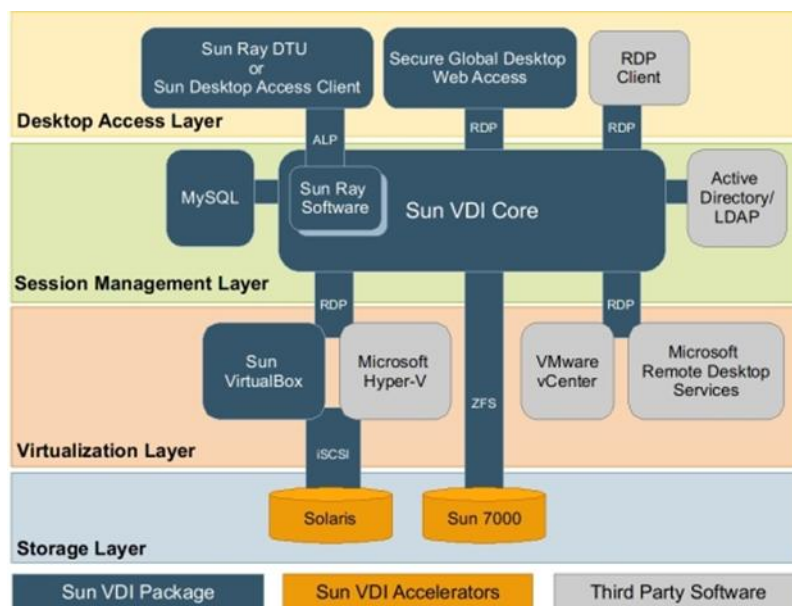 Sun Ray DTU
or
Sun Desktop Access Client
Secure Global Desktop
Web Access
RDP
Client
Desktop Access Layer
ALP
RDP
RDP
MySQL
Sun Ray
Software
Sun VDI Core
Active
Directory/
LDAP
Session Management Layer
RDP
RDP
Sun
VirtualBox
Microsoft
Hyper-V
ZFS
VMware
vCenter
Microsoft
Remote Desktop
Services
Virtualization Layer
iSCSI
Solaris
Sun 7000
Storage Layer
Sun VDI Package
Sun VDI Accelerators
Third Party Software